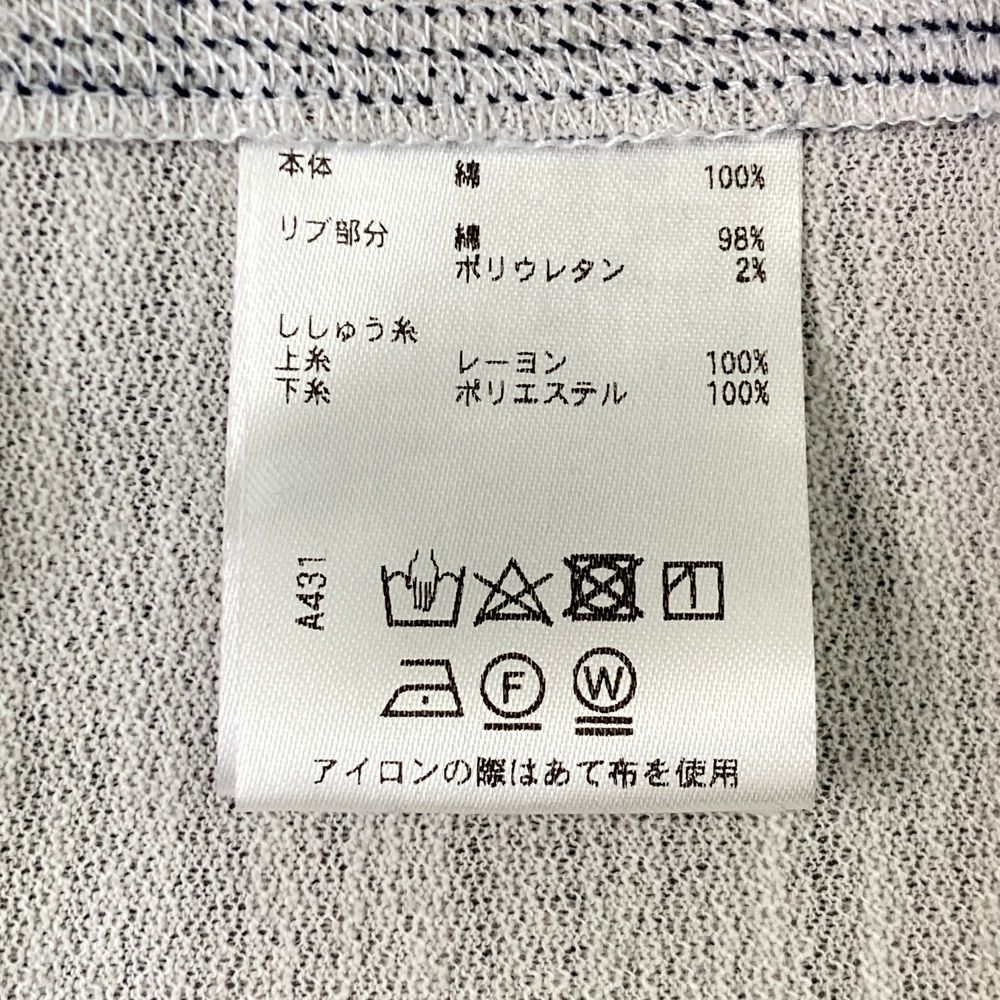 本体 綿 100%
リブ部分 綿 98%
ポリウレタン 2%
ししゅう糸
上糸 レーヨン 100%
下糸 ポリエステル 100%
A431
F W
アイロンの際はあて布を使用